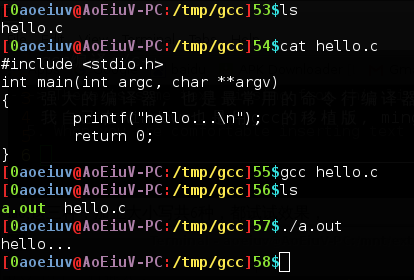 [0aoeiuv@AoEiuV-PC:/tmp/gcc]53$ls
hello.c
[0aoeiuv@AoEiuV-PC:/tmp/gcc]54$cat hello.c
#include <stdio.h>
int main(int argc, char **argv)
{
        printf("hello...\n");
        return 0;
}
[0aoeiuv@AoEiuV-PC:/tmp/gcc]55$gcc hello.c
[0aoeiuv@AoEiuV-PC:/tmp/gcc]56$ls
a.out  hello.c
[0aoeiuv@AoEiuV-PC:/tmp/gcc]57$./a.out
hello...
[0aoeiuv@AoEiuV-PC:/tmp/gcc]58$